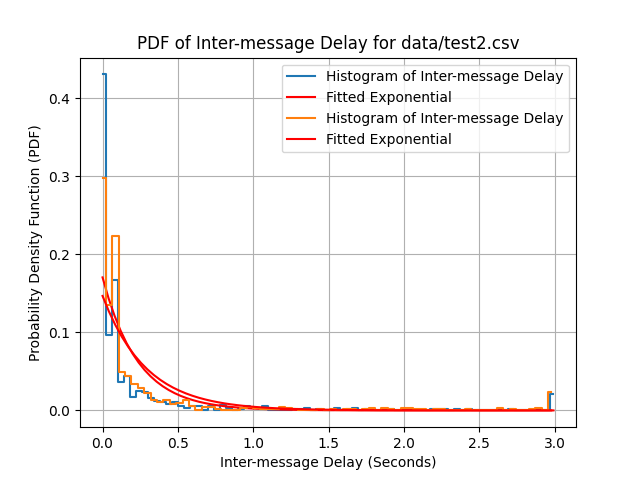 PDF of Inter-message Delay for data/test2.csv
Histogram of Inter-message Delay
Fitted Exponential
Histogram of Inter-message Delay
Fitted Exponential
Probability Density Function (PDF)
0.4
0.3
0.2
0.1
0.0
0.0 0.5 1.0 1.5 2.0 2.5 3.0
Inter-message Delay (Seconds)